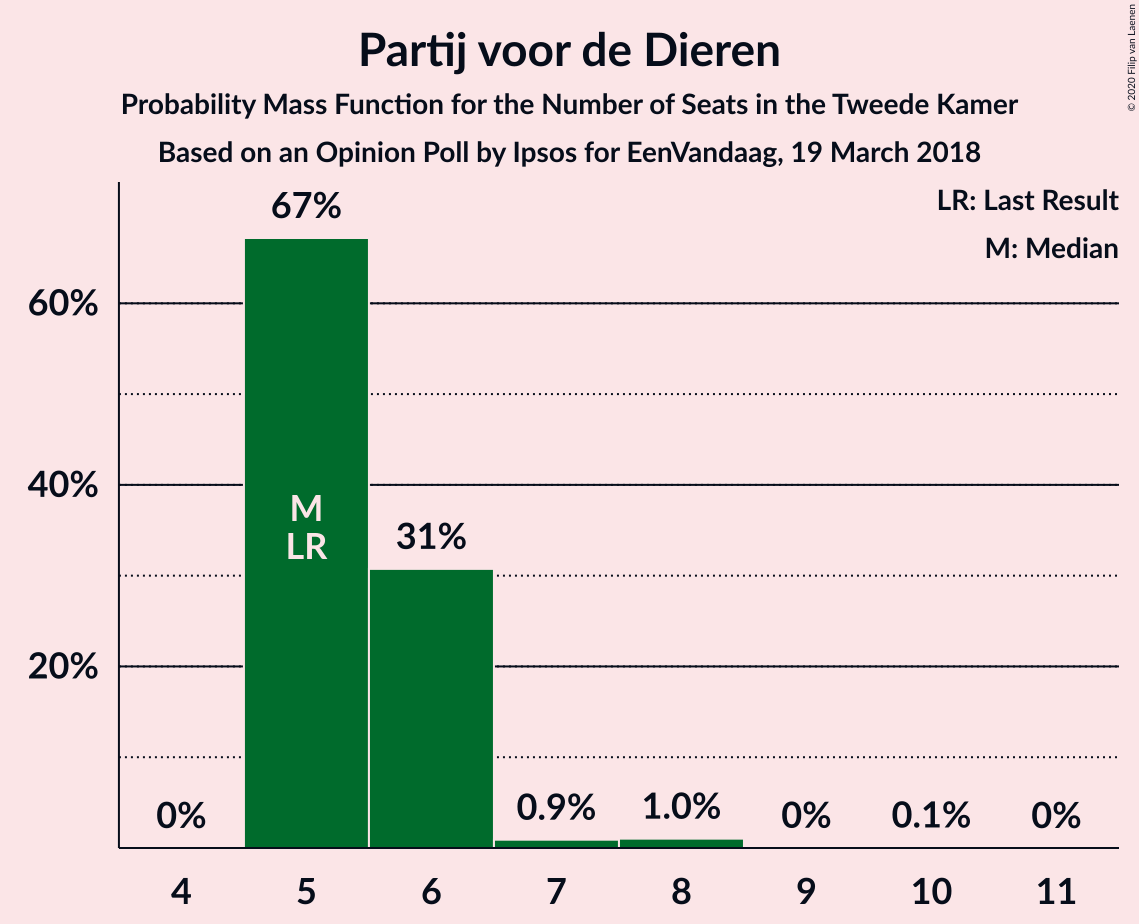 Partij voor de Dieren
Probability Mass Function for the Number of Seats in the Tweede Kamer
Based on an Opinion Poll by Ipsos for EenVandaag, 19 March 2018
© 2020 Filip van Laenen
LR: Last Result
M: Median
67%
60%
40%
M
LR
31%
20%
0%
0.9%
1.0%
0%
0.1%
0%
4 5 6 7 8 9 10 11